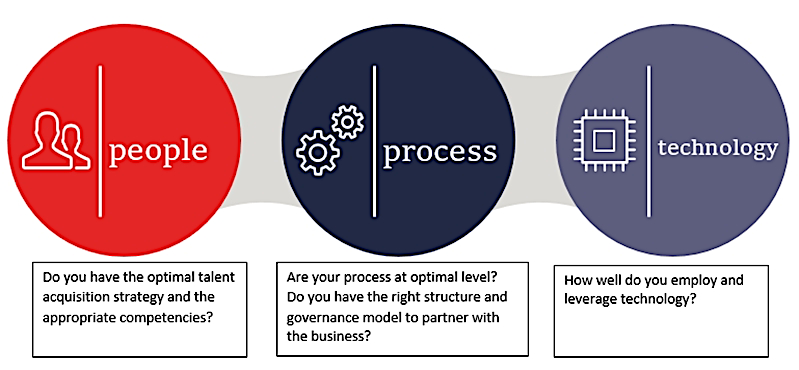 people
process
technology
Do you have the optimal talent
acquisition strategy and the
appropriate competencies?
Are your process at optimal level?
Do you have the right structure and
governance model to partner with
the business?
How well do you employ and
leverage technology?